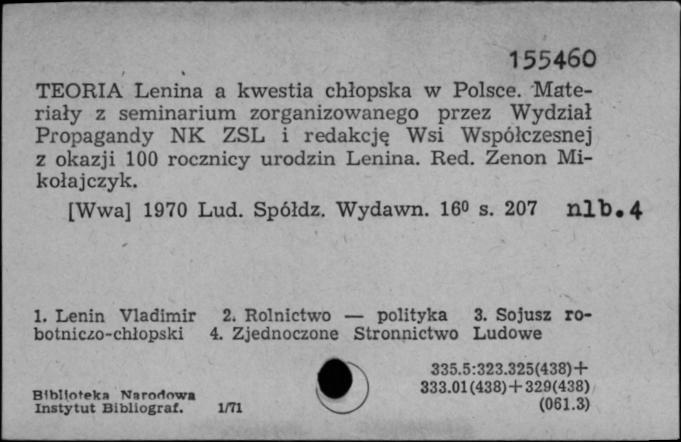 155460
TEORIA Lenina a kwestia chłopska w Polsce. Mate-
riały z seminarium zorganizowanego przez Wydział
Propagandy NK ZSL i redakcję Wsi Współczesnej
z okazji 100 rocznicy urodzin Lenina. Red. Zenon Mi-
kołajczyk.
[Wwa] 1970 Lud. Spółdz. Wydawn. 16⁰ s. 207 nlb.4
1. Lenin Vladimir 2. Rolnictwo — polityka 3. Sojusz ro-
botniczo-chłopski 4. Zjednoczone Stronnictwo Ludowe
335.5:323.325(438)+
333.01(438)+329(438)
(061.3)
Biblioteka Narodowa
Instytut Bibliograf. 1/71